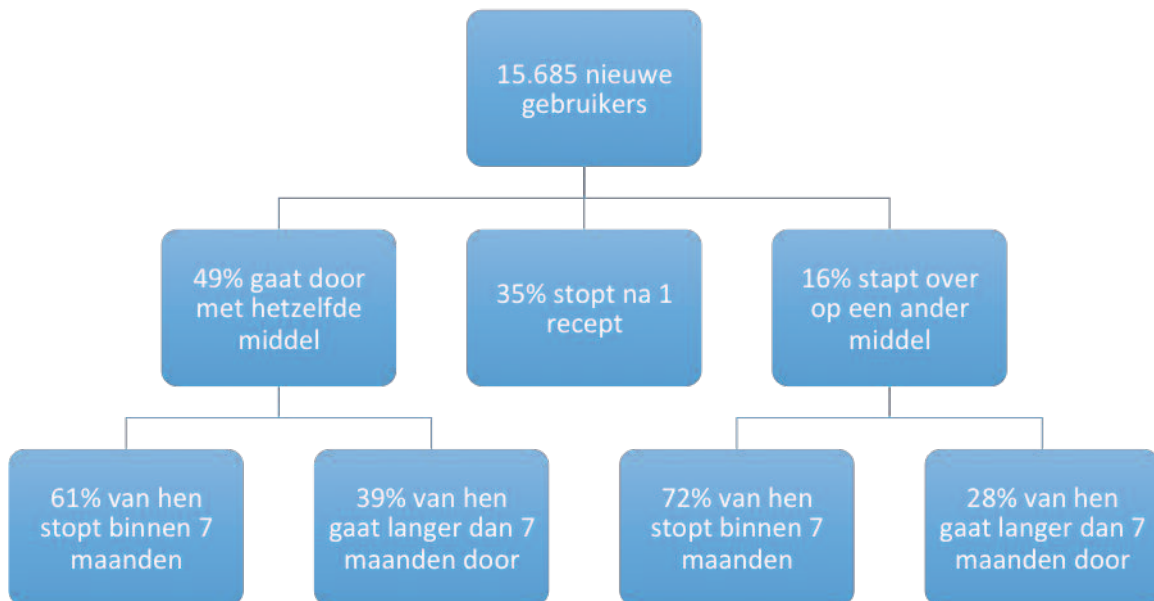 15.685 nieuwe
gebruikers
49% gaat door
met hetzelfde
middel
35% stopt na 1
recept
16% stapt over
op een ander
middel
61% van hen
stopt binnen 7
maanden
39% van hen
gaat langer dan 7
maanden door
72% van hen
stopt binnen 7
maanden
28% van hen
gaat langer dan 7
maanden door